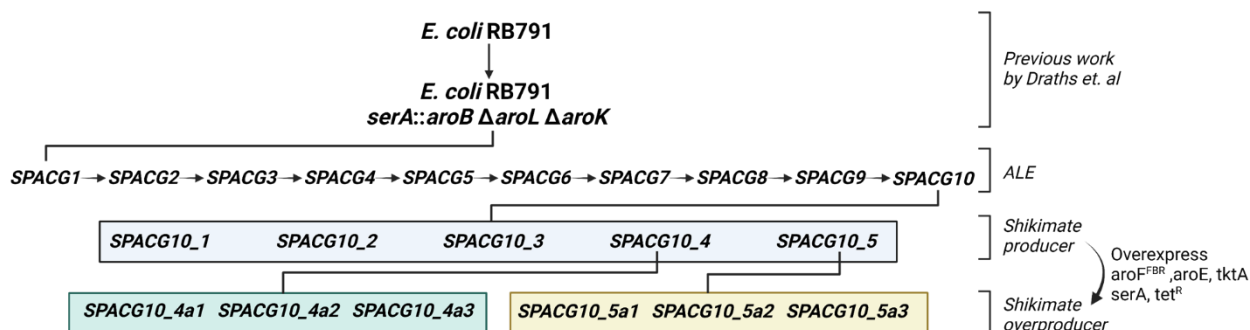 E. coli RB791
E. coli RB791
serA::aroB ΔaroL ΔaroK
Previous work
by Draths et. al
SPACG1 SPACG2 SPACG3 SPACG4 SPACG5 SPACG6 SPACG7 SPACG8 SPACG9 SPACG10
ALE
SPACG10_1 SPACG10_2 SPACG10_3 SPACG10_4 SPACG10_5
Shikimate
producer
Overexpress
aroFFBR ,aroE, tktA
serA, tetR
SPACG10_4a1 SPACG10_4a2 SPACG10_4a3 SPACG10_5a1 SPACG10_5a2 SPACG10_5a3
Shikimate
overproducer